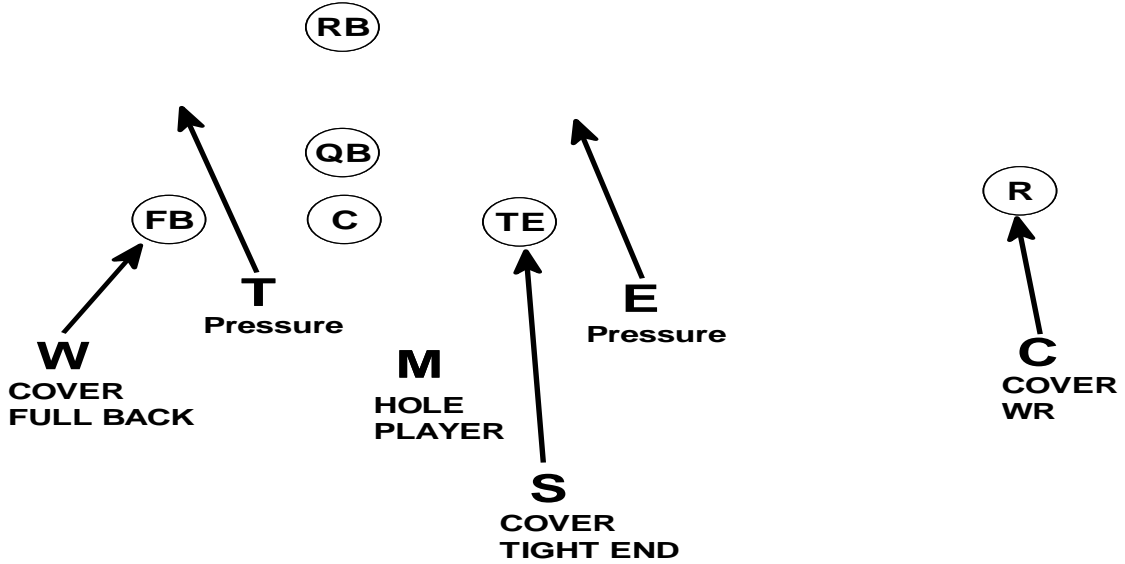 RB
QB
R
FB
C
TE
T
Pressure
E
Pressure
W
COVER
FULL BACK
M
HOLE
PLAYER
C
COVER
WR
S
COVER
TIGHT END